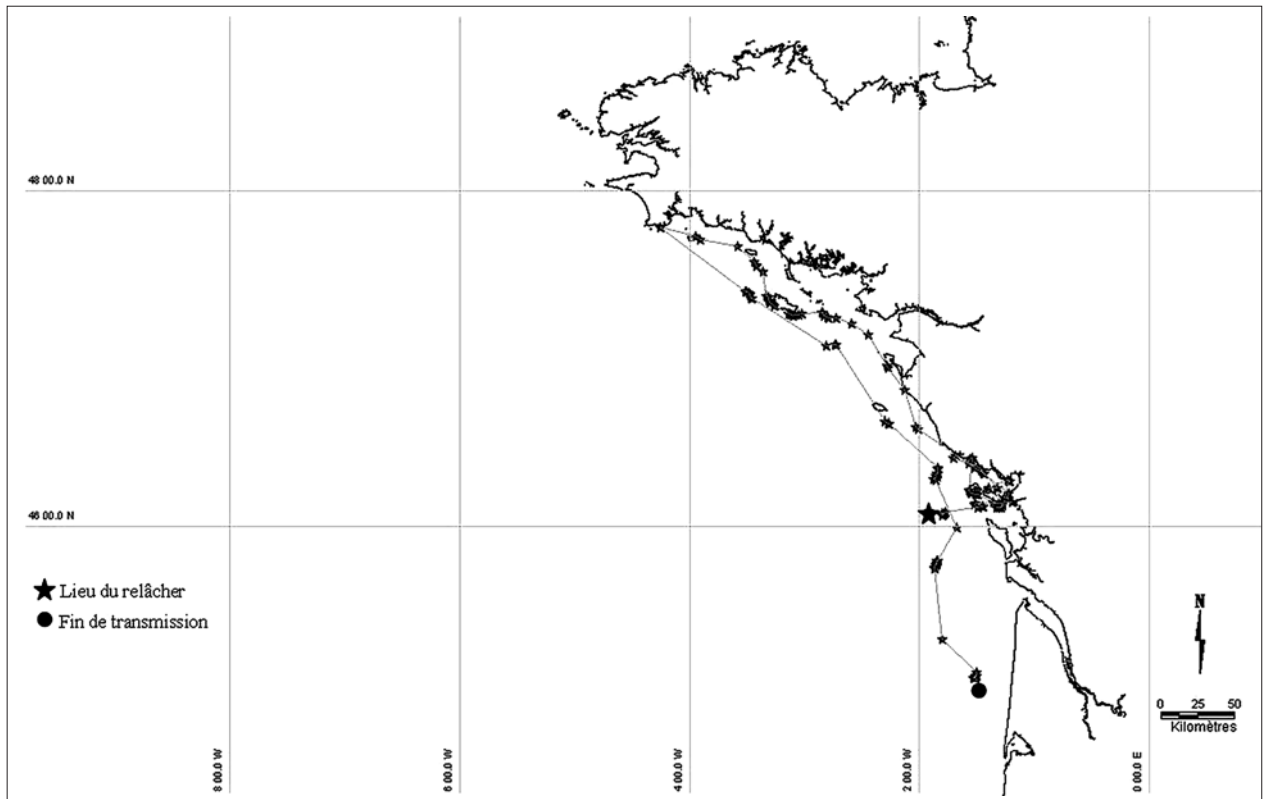 48 00.0 N
46 00.0 N
Lieu du relâcher
Fin de transmission
N
0 25 50
Kilomètres
8 00.0 W
6 00.0 W
4 00.0 W
2 00.0 W
0 00.0 E